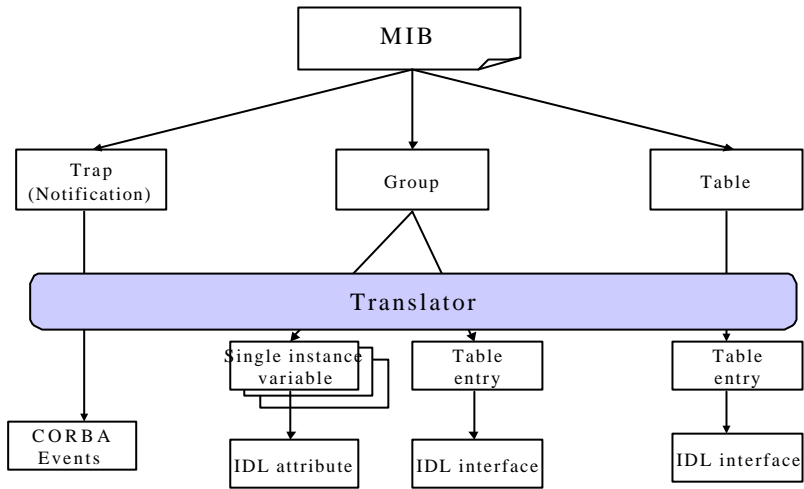 MIB
Trap
(Notification)
Group
Table
Translator
Single instance
variable
Table
entry
Table
entry
CORBA
Events
IDL attribute
IDL interface
IDL interface